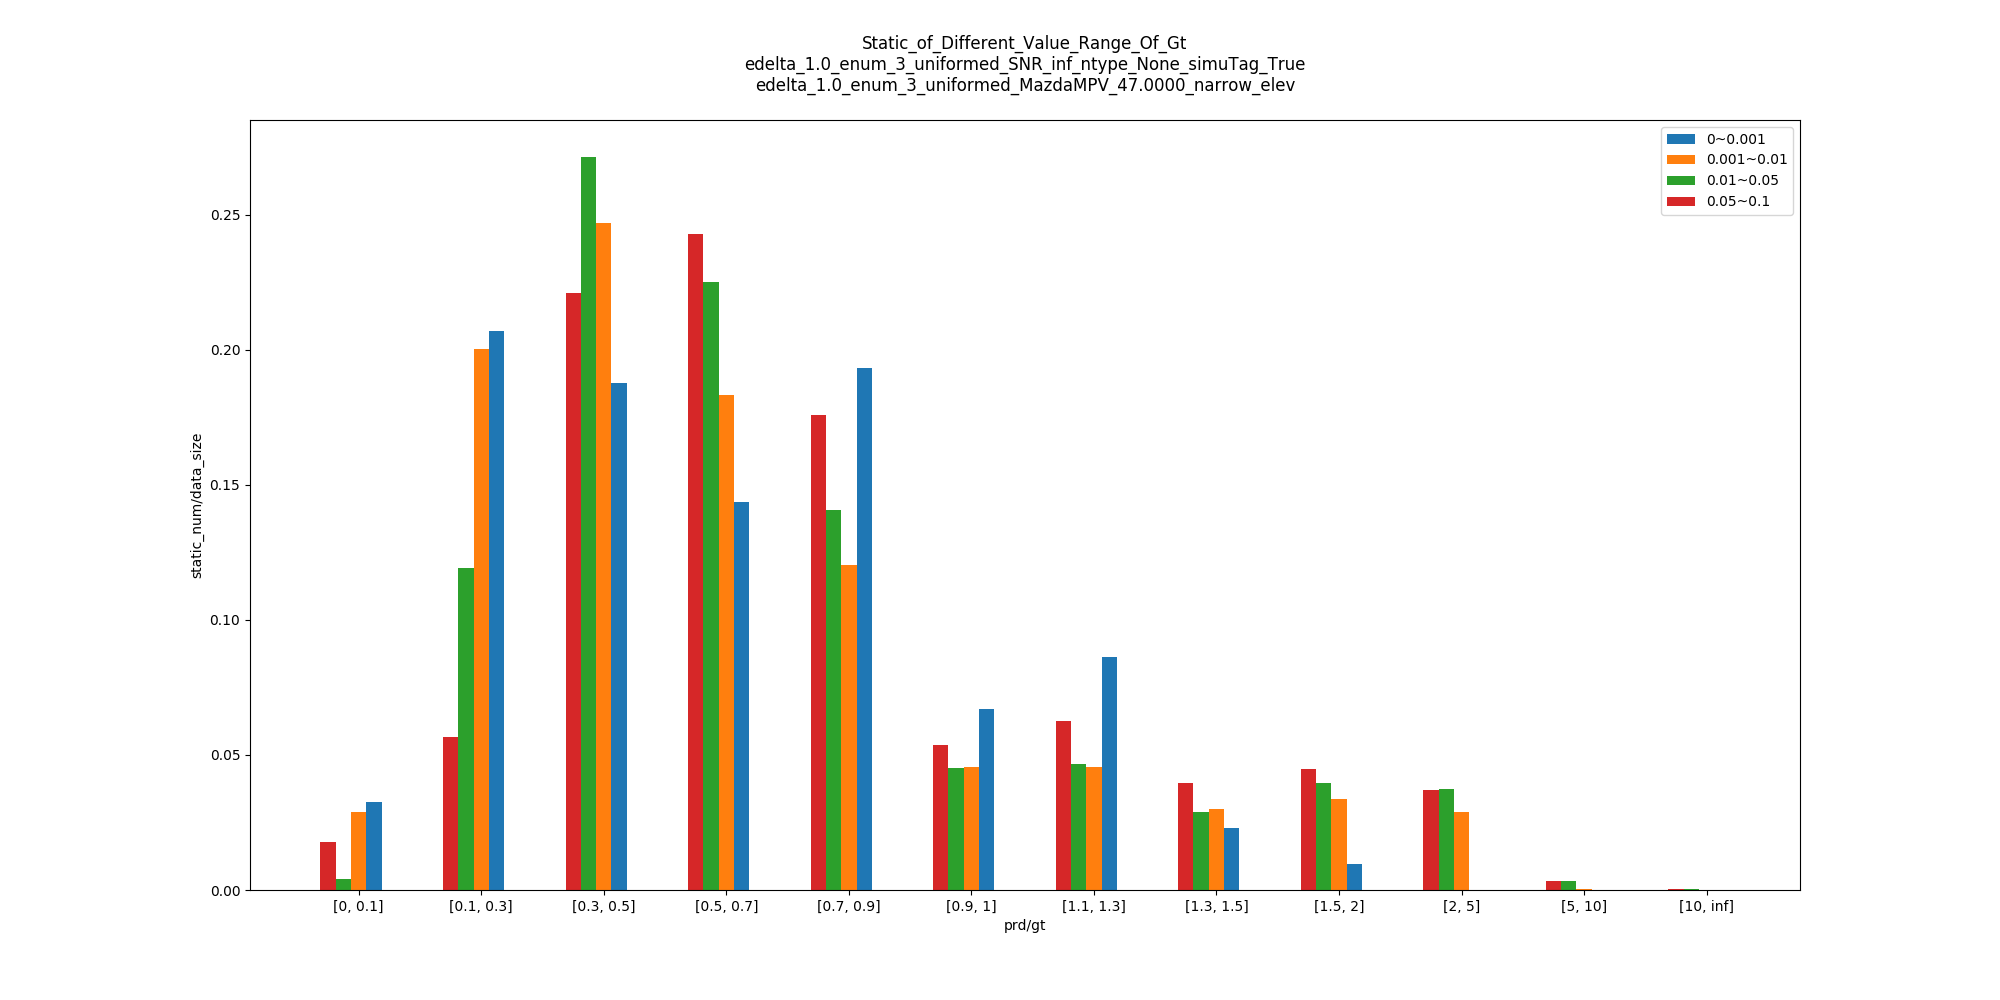 Static_of_Different_Value_Range_Of_Gt
edelta_1.0_enum_3_uniformed_SNR_inf_ntype_None_simuTag_True
edelta_1.0_enum_3_uniformed_MazdaMPV_47.0000_narrow_elev
0~0.001
0.001~0.01
0.01~0.05
0.05~0.1
0.25
0.20
0.15
0.10
0.05
0.00
static_num/data_size
[0, 0.1] [0.1, 0.3] [0.3, 0.5] [0.5, 0.7] [0.7, 0.9] [0.9, 1] [1.1, 1.3] [1.3, 1.5] [1.5, 2] [2, 5] [5, 10] [10, inf]
prd/gt